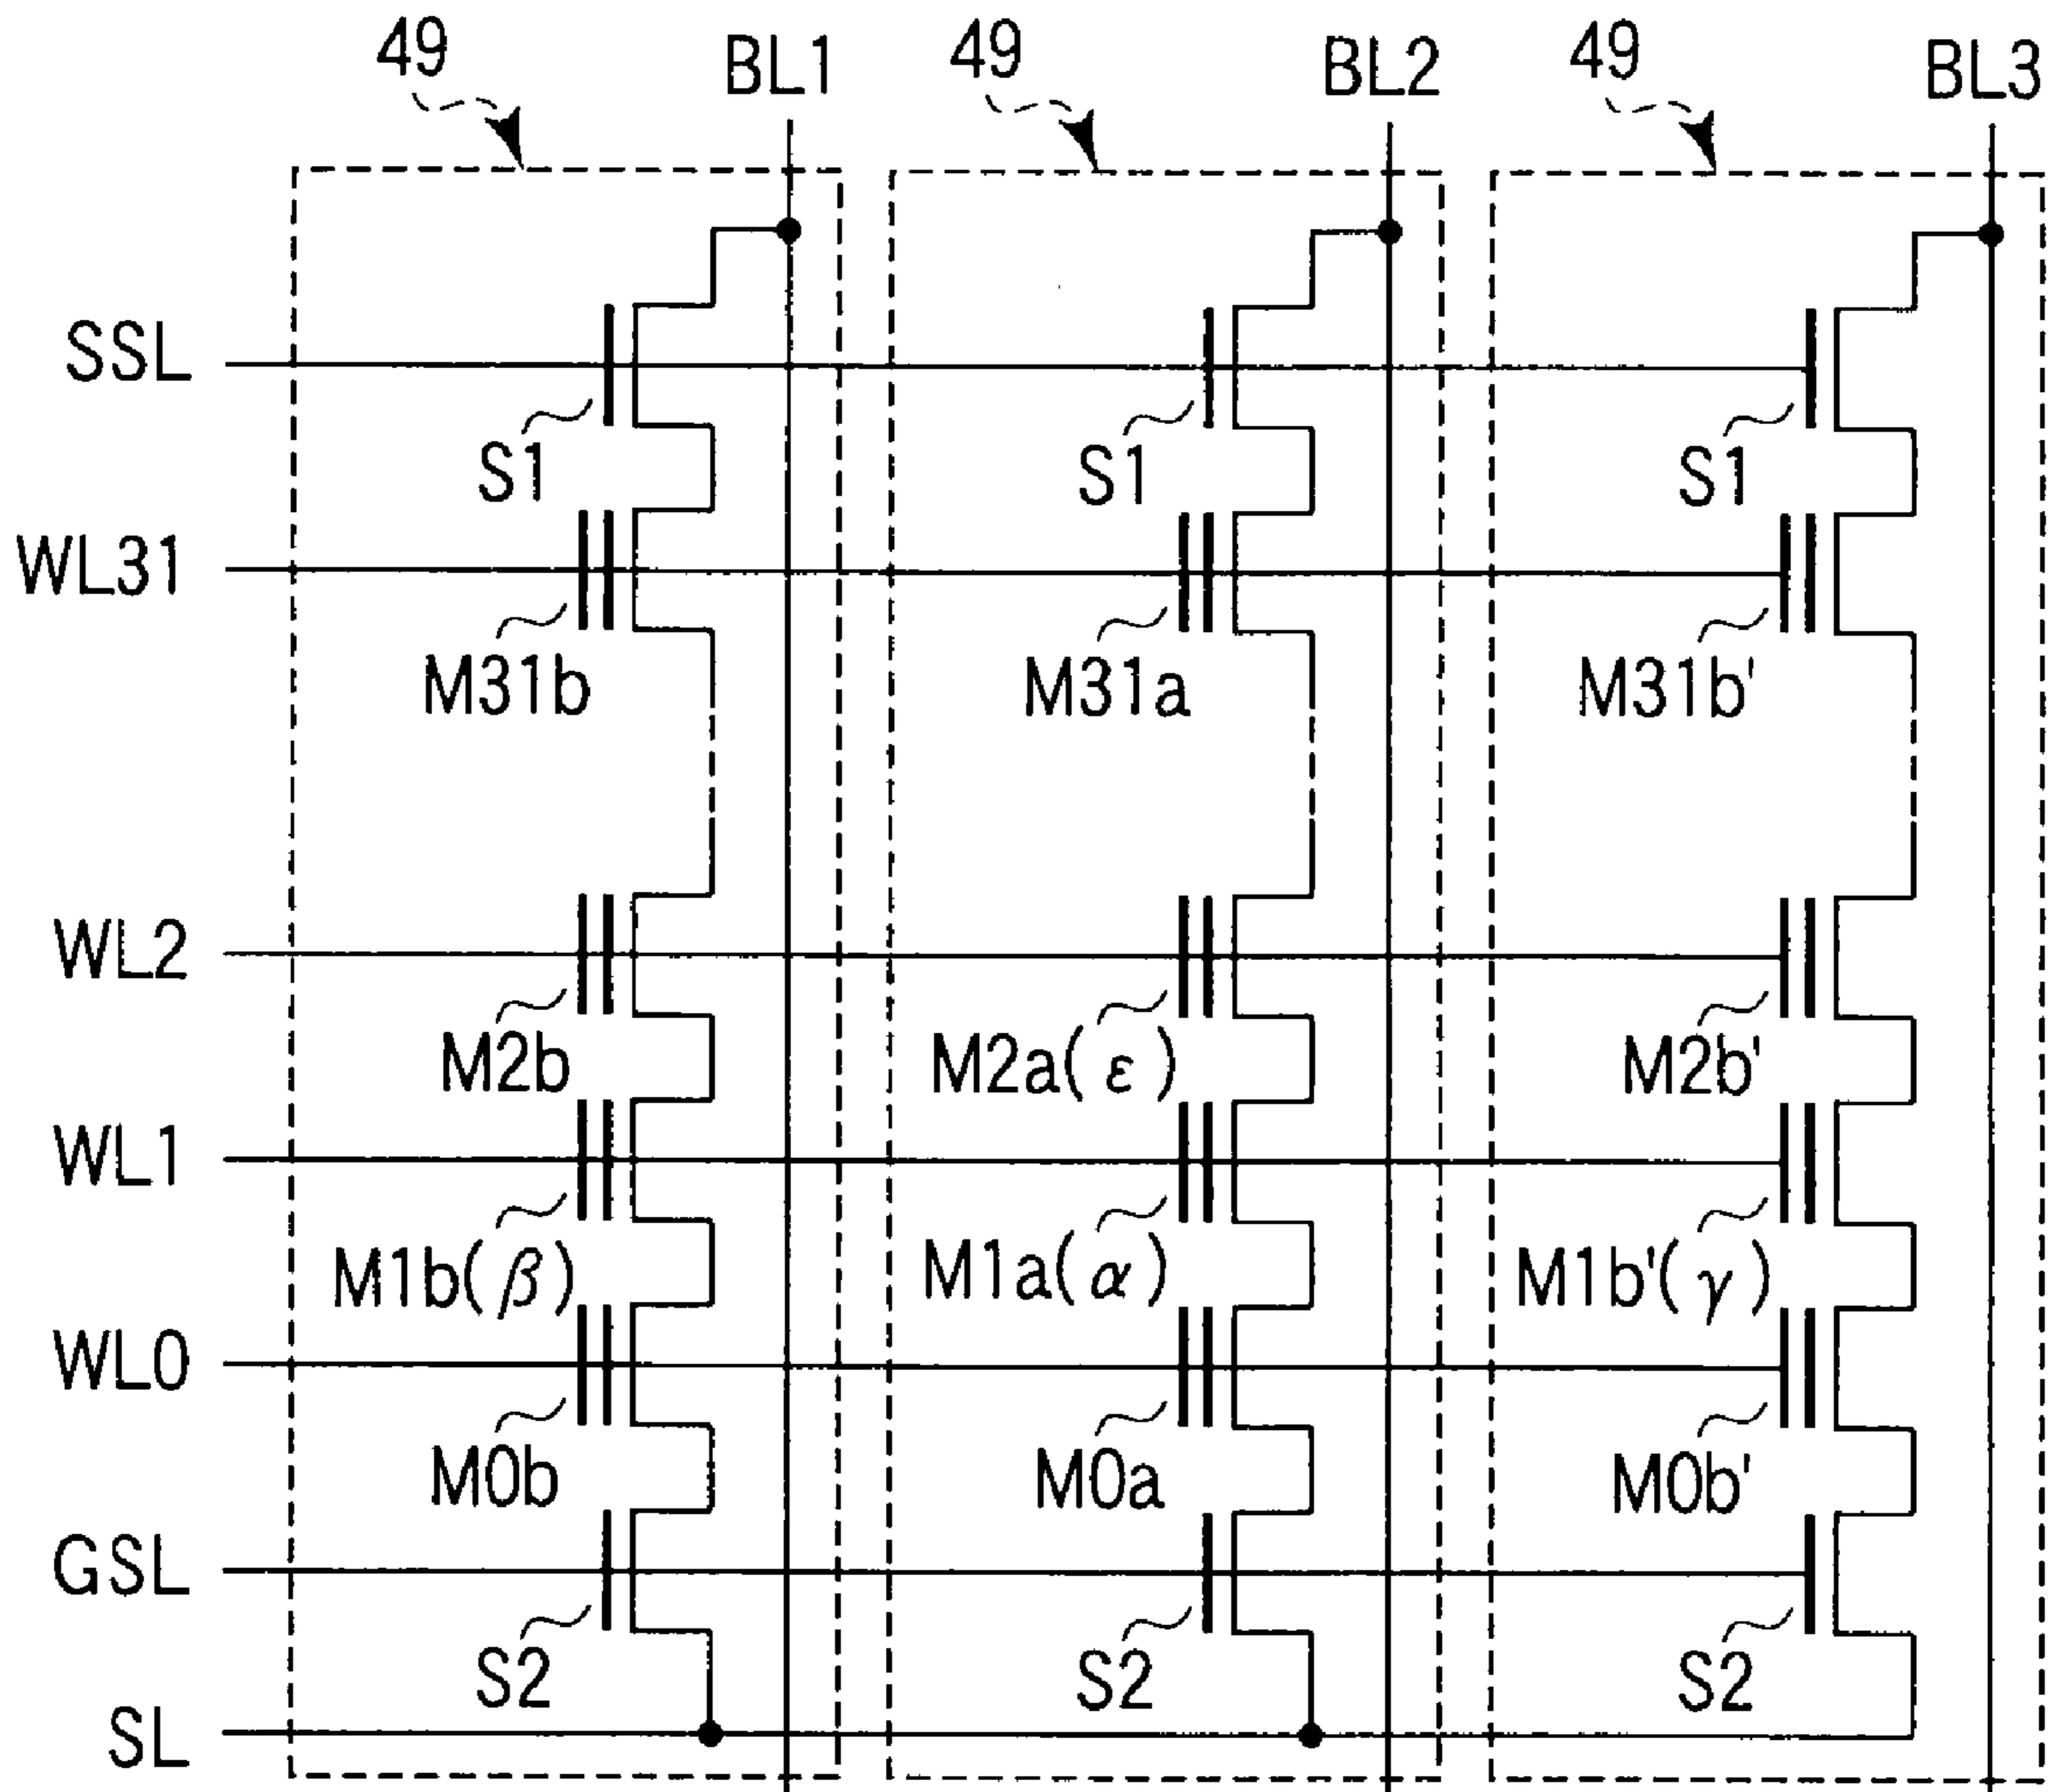 49 BL1 49 BL2 49 BL3
SSL
S1 S1 S1
WL31
M31b M31a M31b'
WL2
M2b M2a(ε) M2b'
WL1
M1b(β) M1a(α) M1b'(γ)
WL0
M0b M0a M0b'
GSL
S2 S2 S2
SL